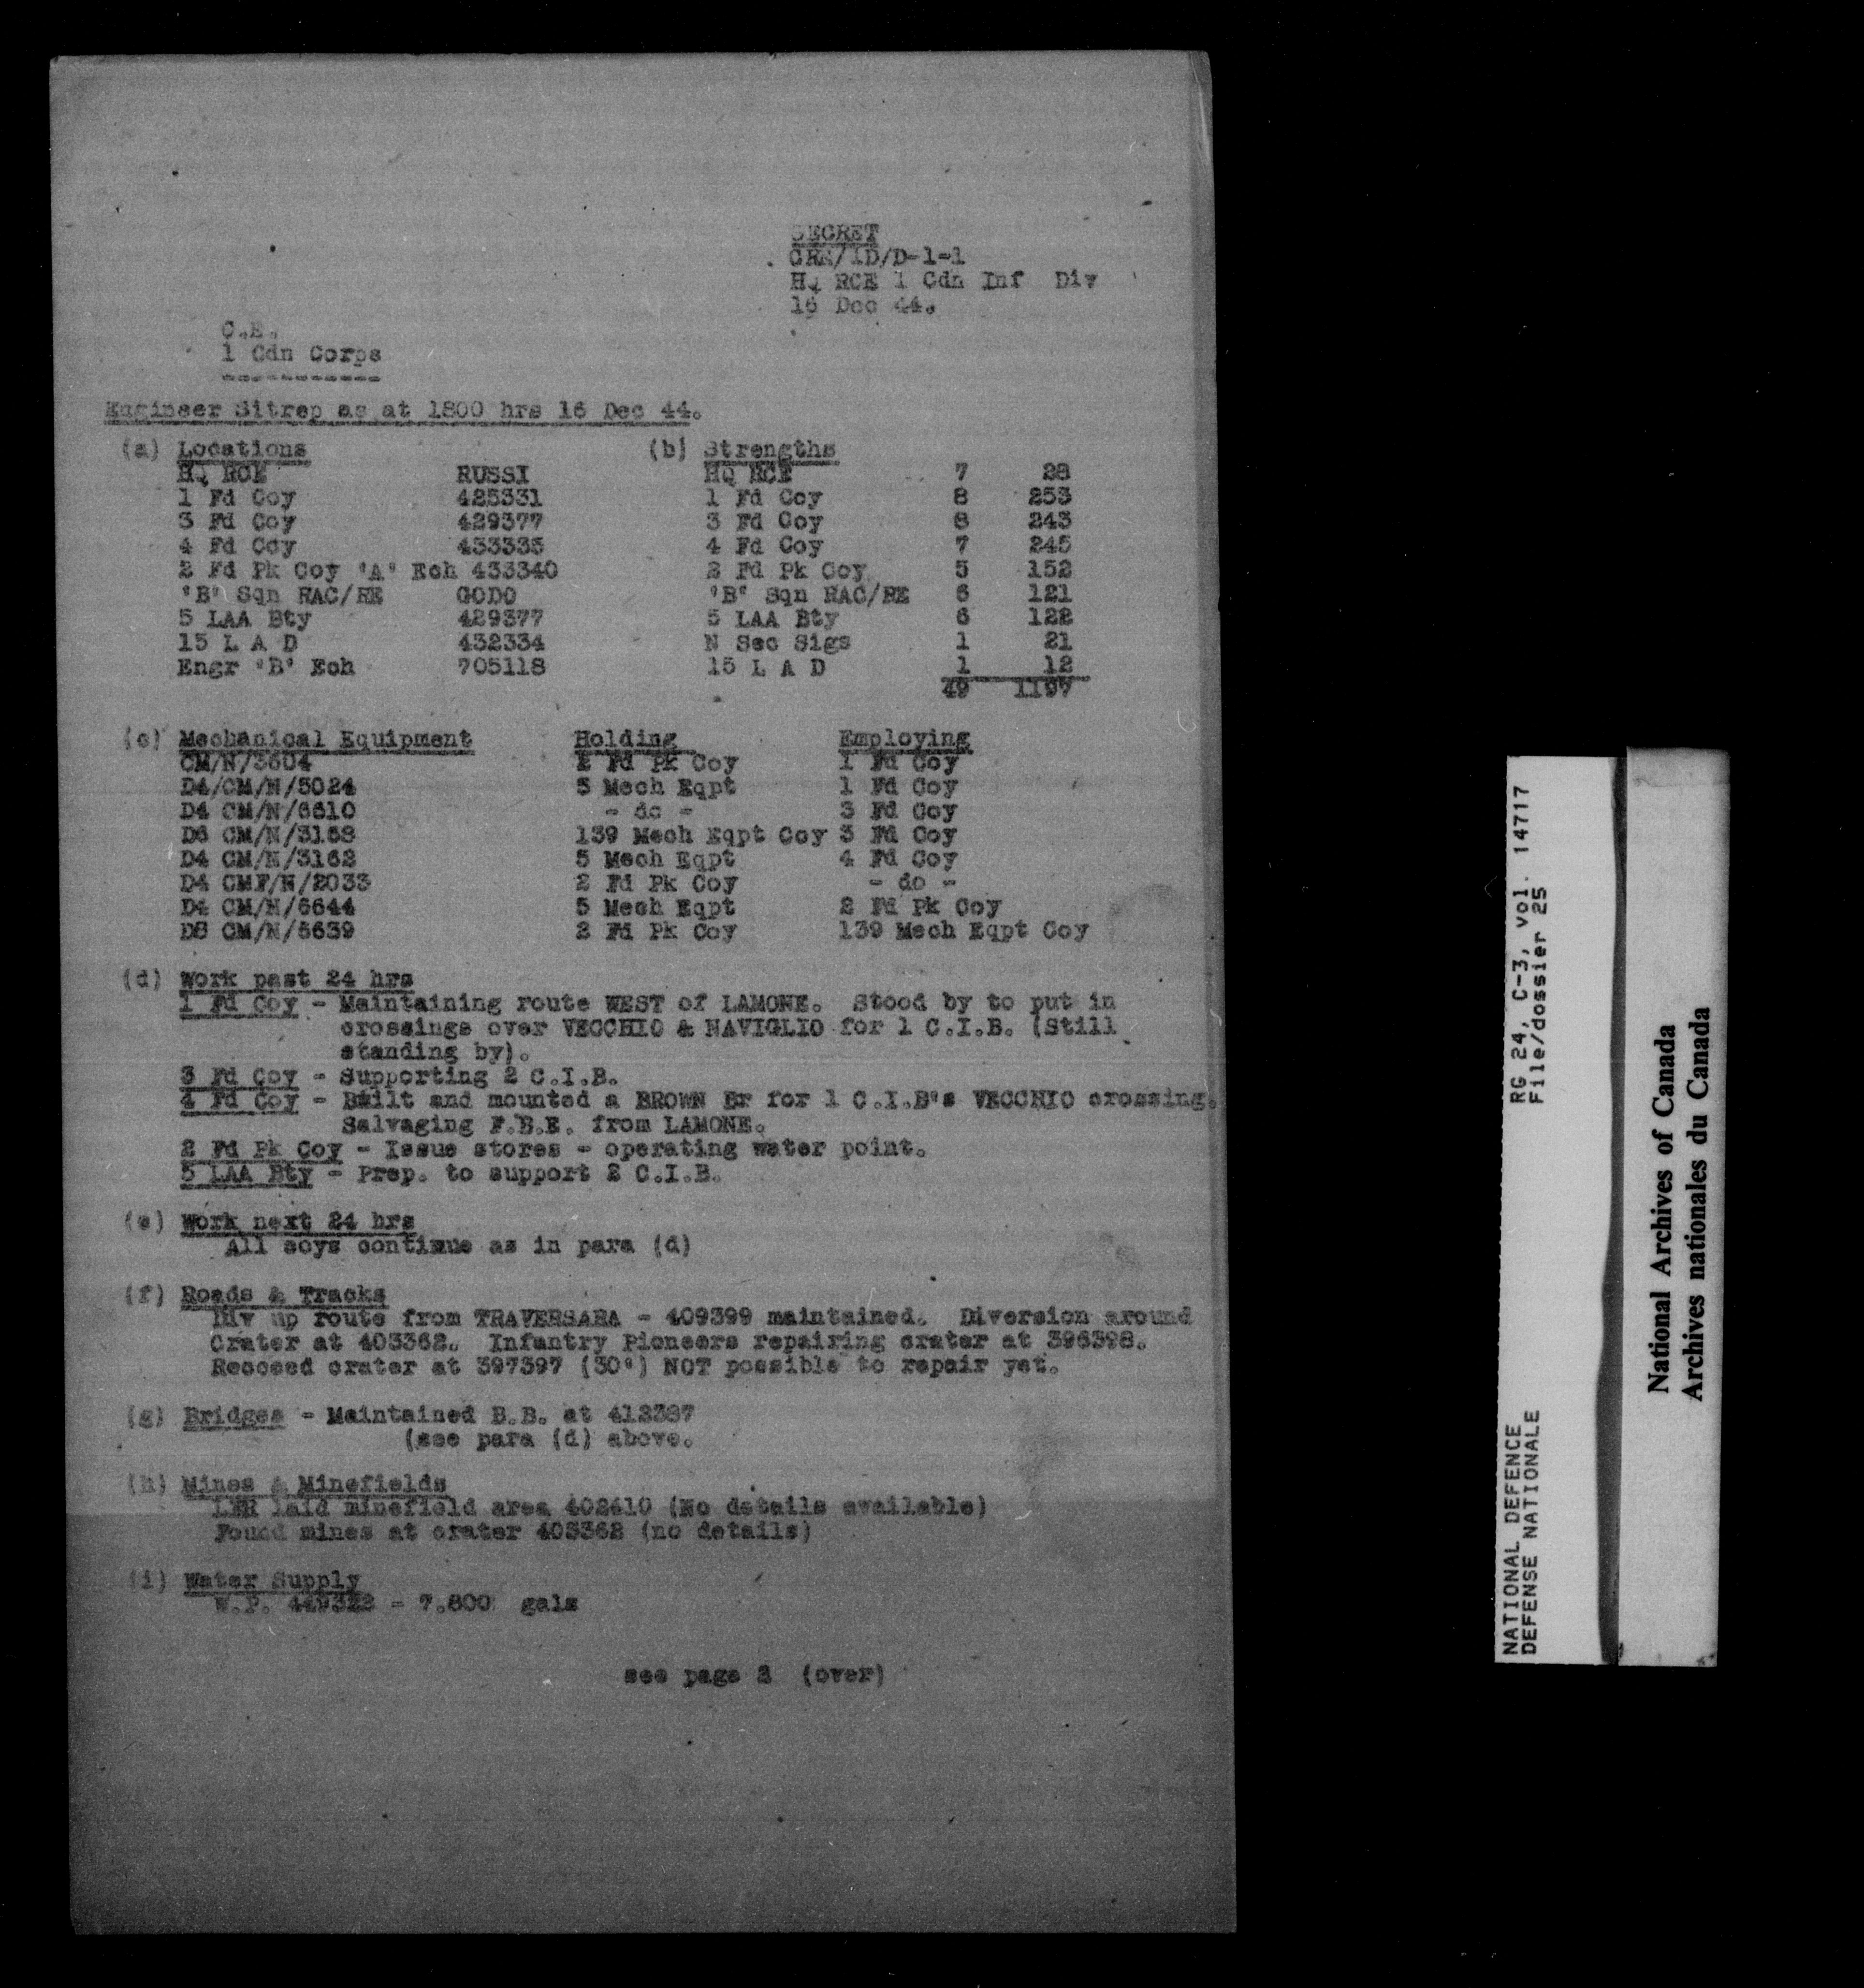 SECRET
CRE/1D/D-1-1
HQ RCE 1 Cdn Inf Div
16 Dec 44.
C.E.
1 Cdn Corps
-----------
Engineer Sitrep as at 1800 hrs 16 Dec 44.
(a) Locations (b) Strengths
HQ RCE RUSSI HQ RCE 7 28
1 Fd Coy 425331 1 Fd Coy 8 253
3 Fd Coy 429377 3 Fd Coy 8 243
4 Fd Coy 433335 4 Fd Coy 7 245
2 Fd Pk Coy 'A' Ech 433340 2 Fd Pk Coy 5 152
'B' Sqn RAC/RE GODO 'B' Sqn RAC/RE 6 121
5 LAA Bty 429377 5 LAA Bty 6 122
15 L A D 432334 N Sec Sigs 1 21
Engr 'B' Ech 705118 15 L A D 1 12
49 1197
(c) Mechanical Equipment Holding Employing
CM/N/3604 2 Fd Pk Coy 1 Fd Coy
D4/CM/N/5024 5 Mech Eqpt 1 Fd Coy
D4 CM/N/6610 - do - 3 Fd Coy
D6 CM/N/3168 139 Mech Eqpt Coy 3 Fd Coy
D4 CM/N/3162 5 Mech Eqpt 4 Fd Coy
D4 CMF/N/2033 2 Fd Pk Coy - do -
D4 CM/N/6644 5 Mech Eqpt 2 Fd Pk Coy
D8 CM/N/6639 2 Fd Pk Coy 139 Mech Eqpt Coy
(d) Work past 24 hrs
1 Fd Coy - Maintaining route WEST of LAMONE. Stood by to put in
crossings over VECCHIO & NAVIGLIO for 1 C.I.B. (Still
standing by).
3 Fd Coy - Supporting 2 C.I.B.
4 Fd Coy - Built and mounted a BROWN Br for 1 C.I.B's VECCHIO crossing.
Salvaging F.B.E. from LAMONE.
2 Fd Pk Coy - Issue stores - operating water point.
5 LAA Bty - Prep. to support 2 C.I.B.
(e) Work next 24 hrs
All coys continue as in para (d)
(f) Roads & Tracks
Div up route from TRAVERSARA - 409399 maintained. Diversion around
Crater at 403362. Infantry Pioneers repairing crater at 396398.
Recceed crater at 397397 (30') NOT possible to repair yet.
(g) Bridges - Maintained B.B. at 412387
(see para (d) above.
(h) Mines & Minefields
LER laid minefield area 402410 (No details available)
Found mines at crater 403362 (no details)
(i) Water Supply
W.P. 449322 - 7.800 gals
see page 2 (over)
RG 24, C-3, vol. 14717
File/dossier 25
NATIONAL DEFENCE
DEFENSE NATIONALE
National Archives of Canada
Archives nationales du Canada